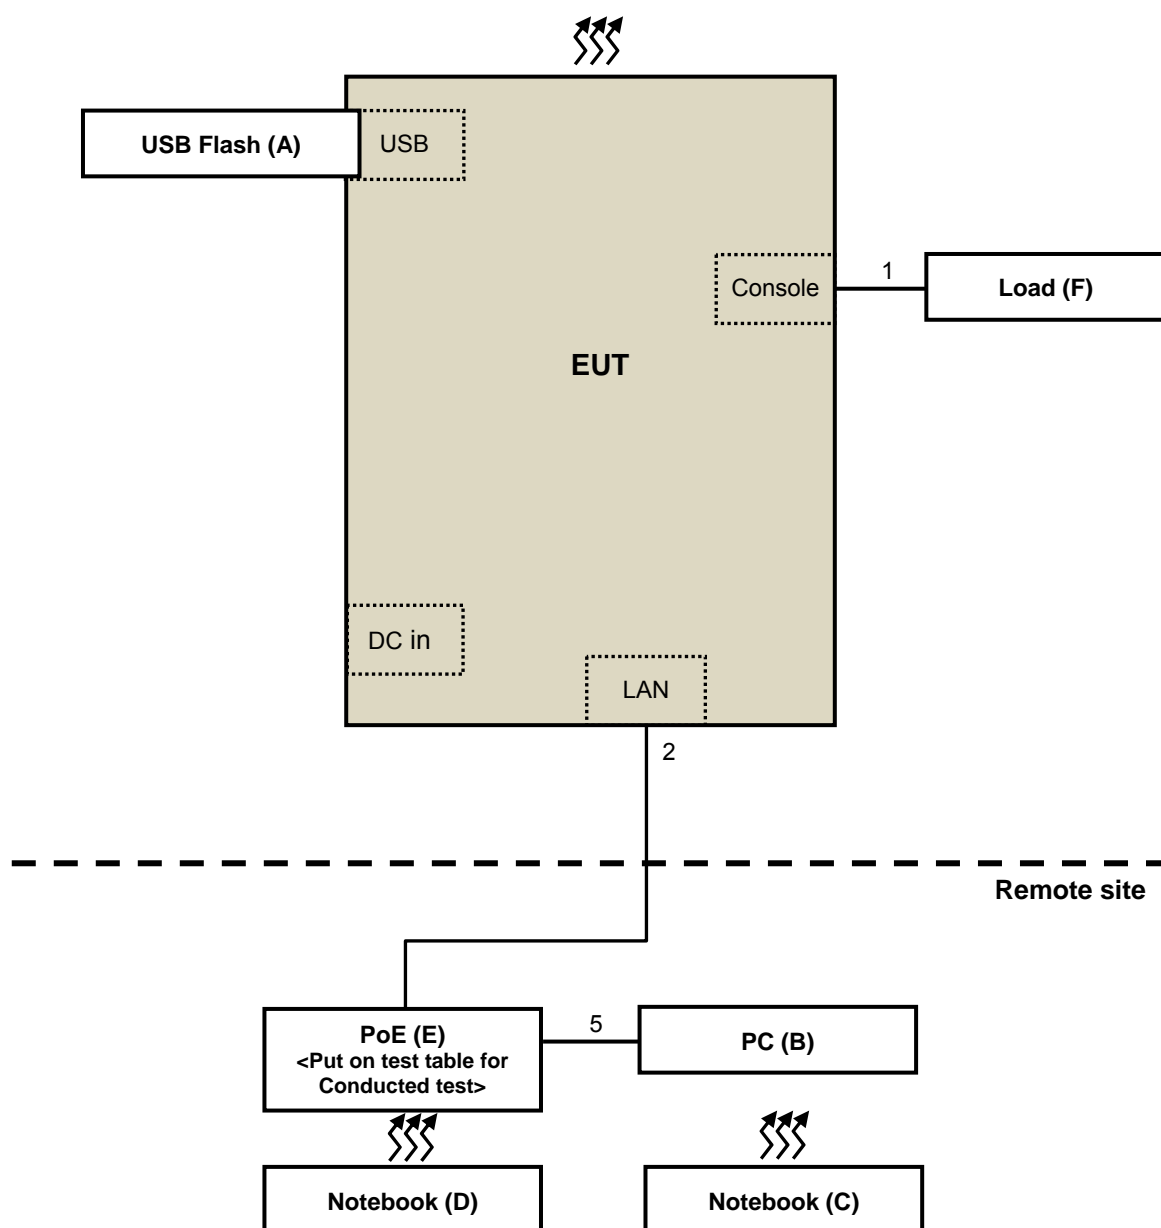 USB Flash (A)
USB
Console
1
Load (F)
EUT
DC in
LAN
2
Remote site
PoE (E)
<Put on test table for
Conducted test>
5
PC (B)
Notebook (D)
Notebook (C)